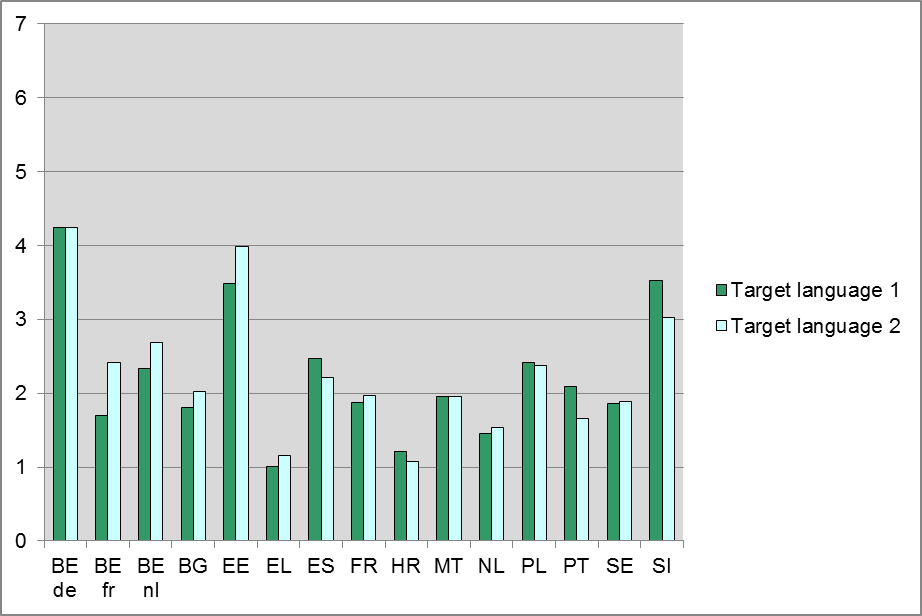 7
6
5
4
3
2
1
0
BE de
BE fr
BE nl
BG
EE
EL
ES
FR
HR
MT
NL
PL
PT
SE
SI
Target language 1
Target language 2